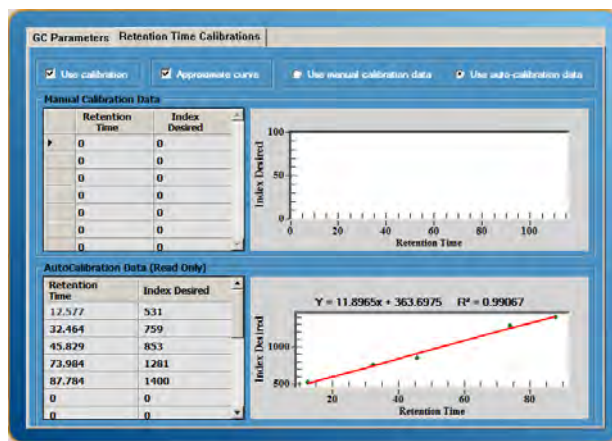 GC Parameters Retention Time Calibrations
Use calibration Approximate curve Use manual calibration data Use auto-calibration data
Manual Calibration Data
Retention Time Index Desired
0 0
0 0
0 0
0 0
0 0
0 0
0 0
100
50
0
Index Desired
0 20 40 60 80 100
Retention Time
AutoCalibration Data (Read Only)
Retention Time Index Desired
12.577 531
32.464 759
45.829 853
73.984 1281
87.784 1400
0 0
0 0
Y = 11.8965x + 363.6975 R² = 0.99067
1000
500
Index Desired
20 40 60 80
Retention Time